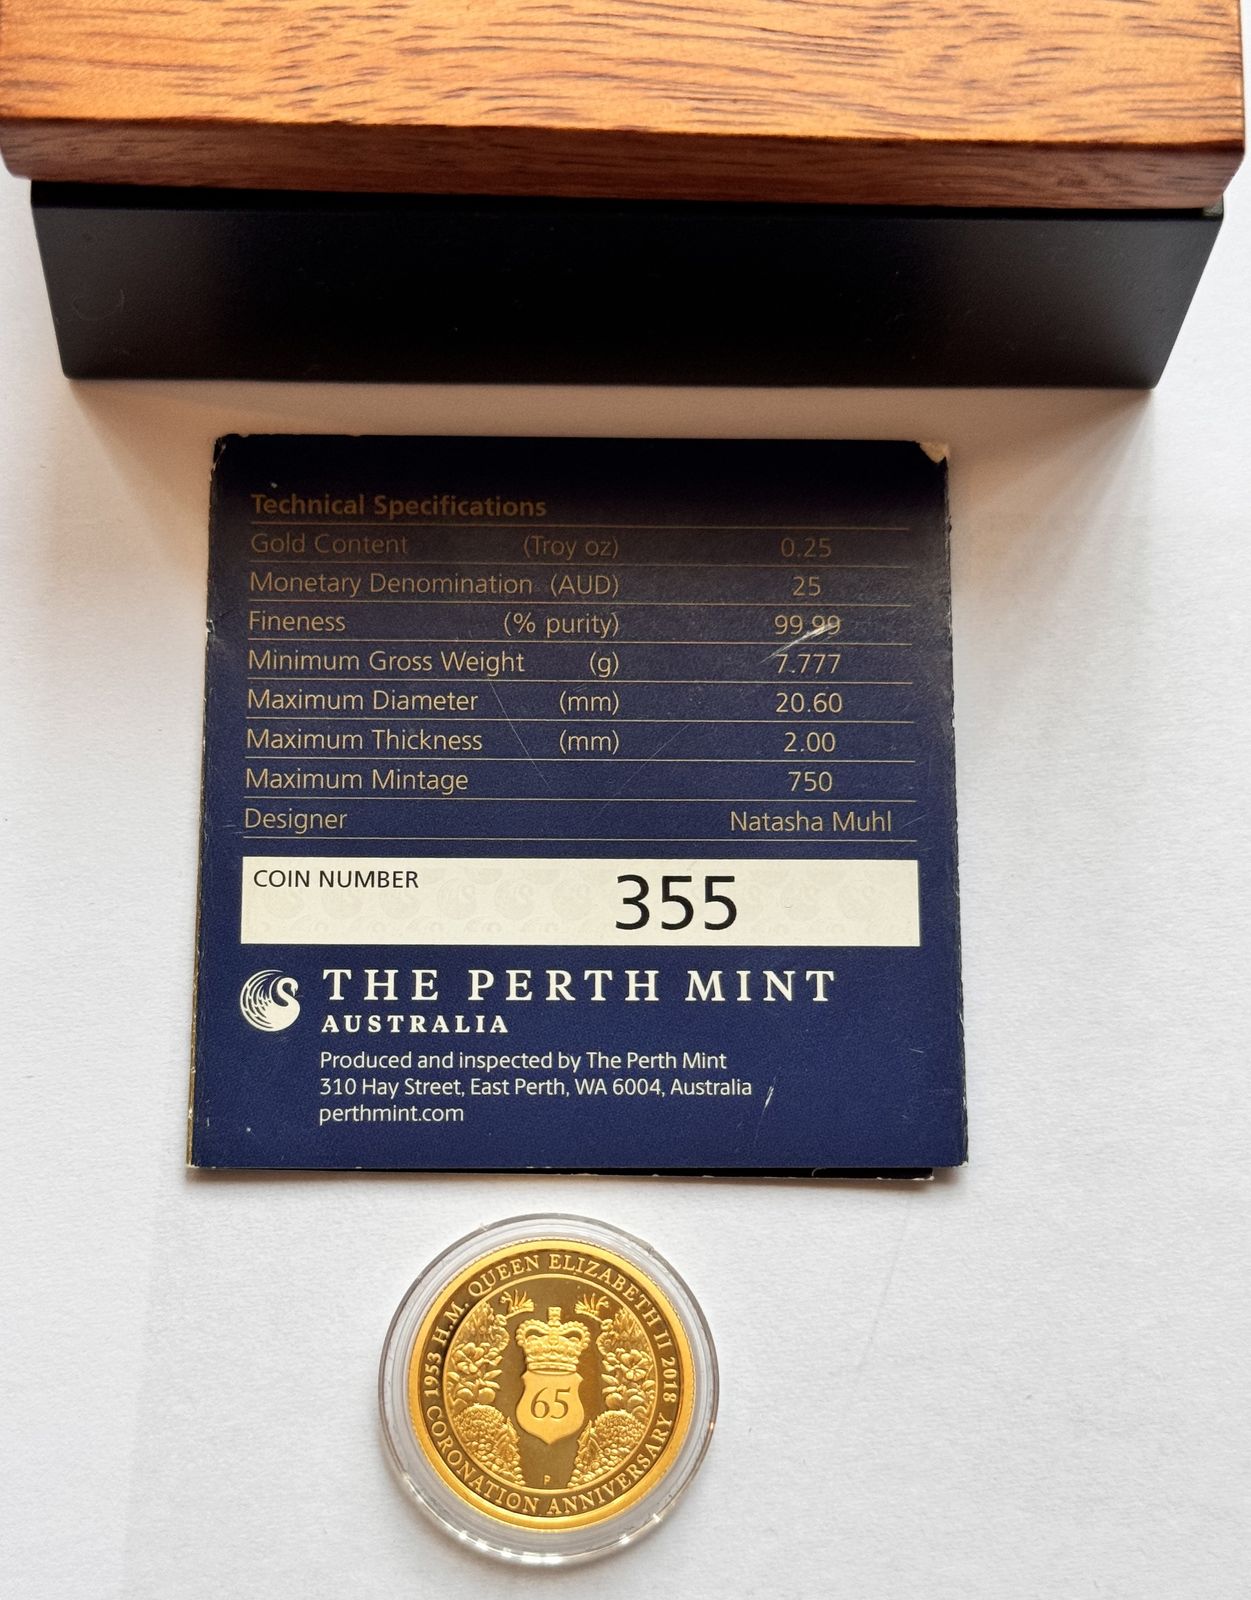 Technical Specifications
Gold Content (Troy oz) 0.25
Monetary Denomination (AUD) 25
Fineness (% purity) 99.99
Minimum Gross Weight (g) 7.777
Maximum Diameter (mm) 20.60
Maximum Thickness (mm) 2.00
Maximum Mintage 750
Designer Natasha Muhl
COIN NUMBER 355
THE PERTH MINT
AUSTRALIA
Produced and inspected by The Perth Mint
310 Hay Street, East Perth, WA 6004, Australia
perthmint.com
1953 H.M. QUEEN ELIZABETH II 2018
65
P
CORONATION ANNIVERSARY